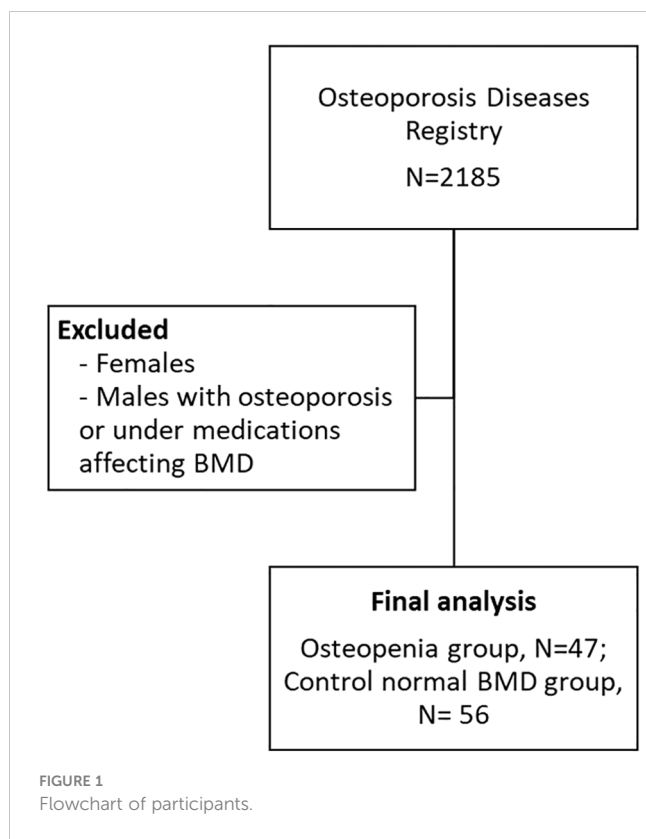 Osteoporosis Diseases
Registry
N=2185
Excluded
- Females
- Males with osteoporosis
or under medications
affecting BMD
Final analysis
Osteopenia group, N=47;
Control normal BMD group,
N= 56
FIGURE 1
Flowchart of participants.